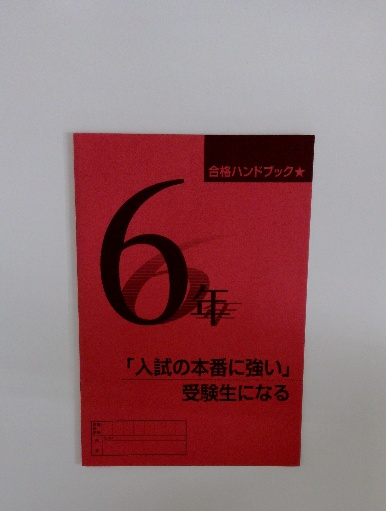 合格ハンドブック★
6年
「入試の本番に強い」
受験生になる